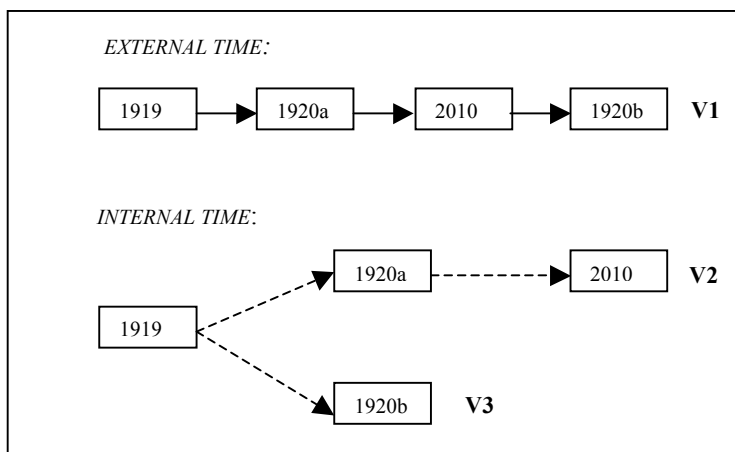 EXTERNAL TIME:
1919 1920a 2010 1920b V1
INTERNAL TIME:
1920a 2010 V2
1919
1920b V3